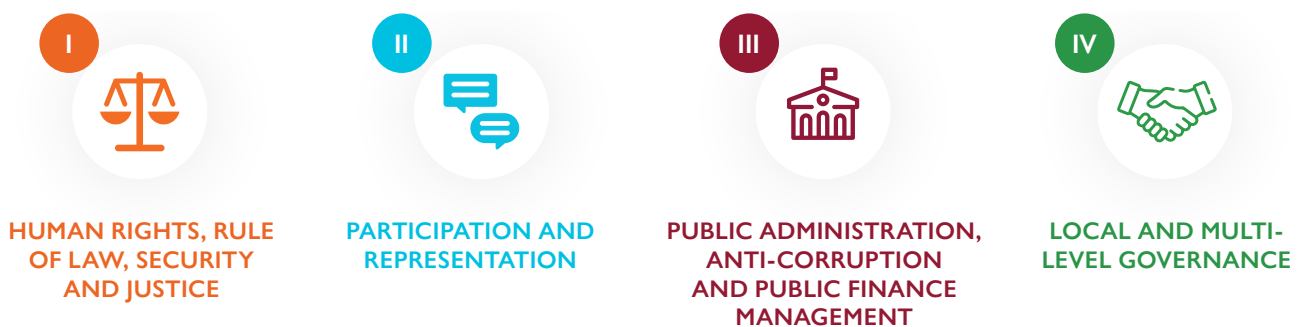 I
HUMAN RIGHTS, RULE
OF LAW, SECURITY
AND JUSTICE
II
PARTICIPATION AND
REPRESENTATION
III
PUBLIC ADMINISTRATION,
ANTI-CORRUPTION
AND PUBLIC FINANCE
MANAGEMENT
IV
LOCAL AND MULTI-
LEVEL GOVERNANCE